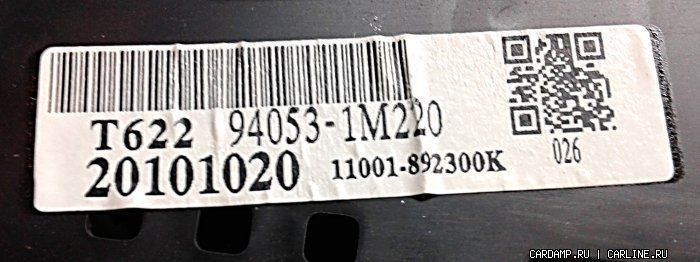 T622 94053-1M220
20101020 11001-892300K
026
CARDAMP.RU | CARLINE.RU